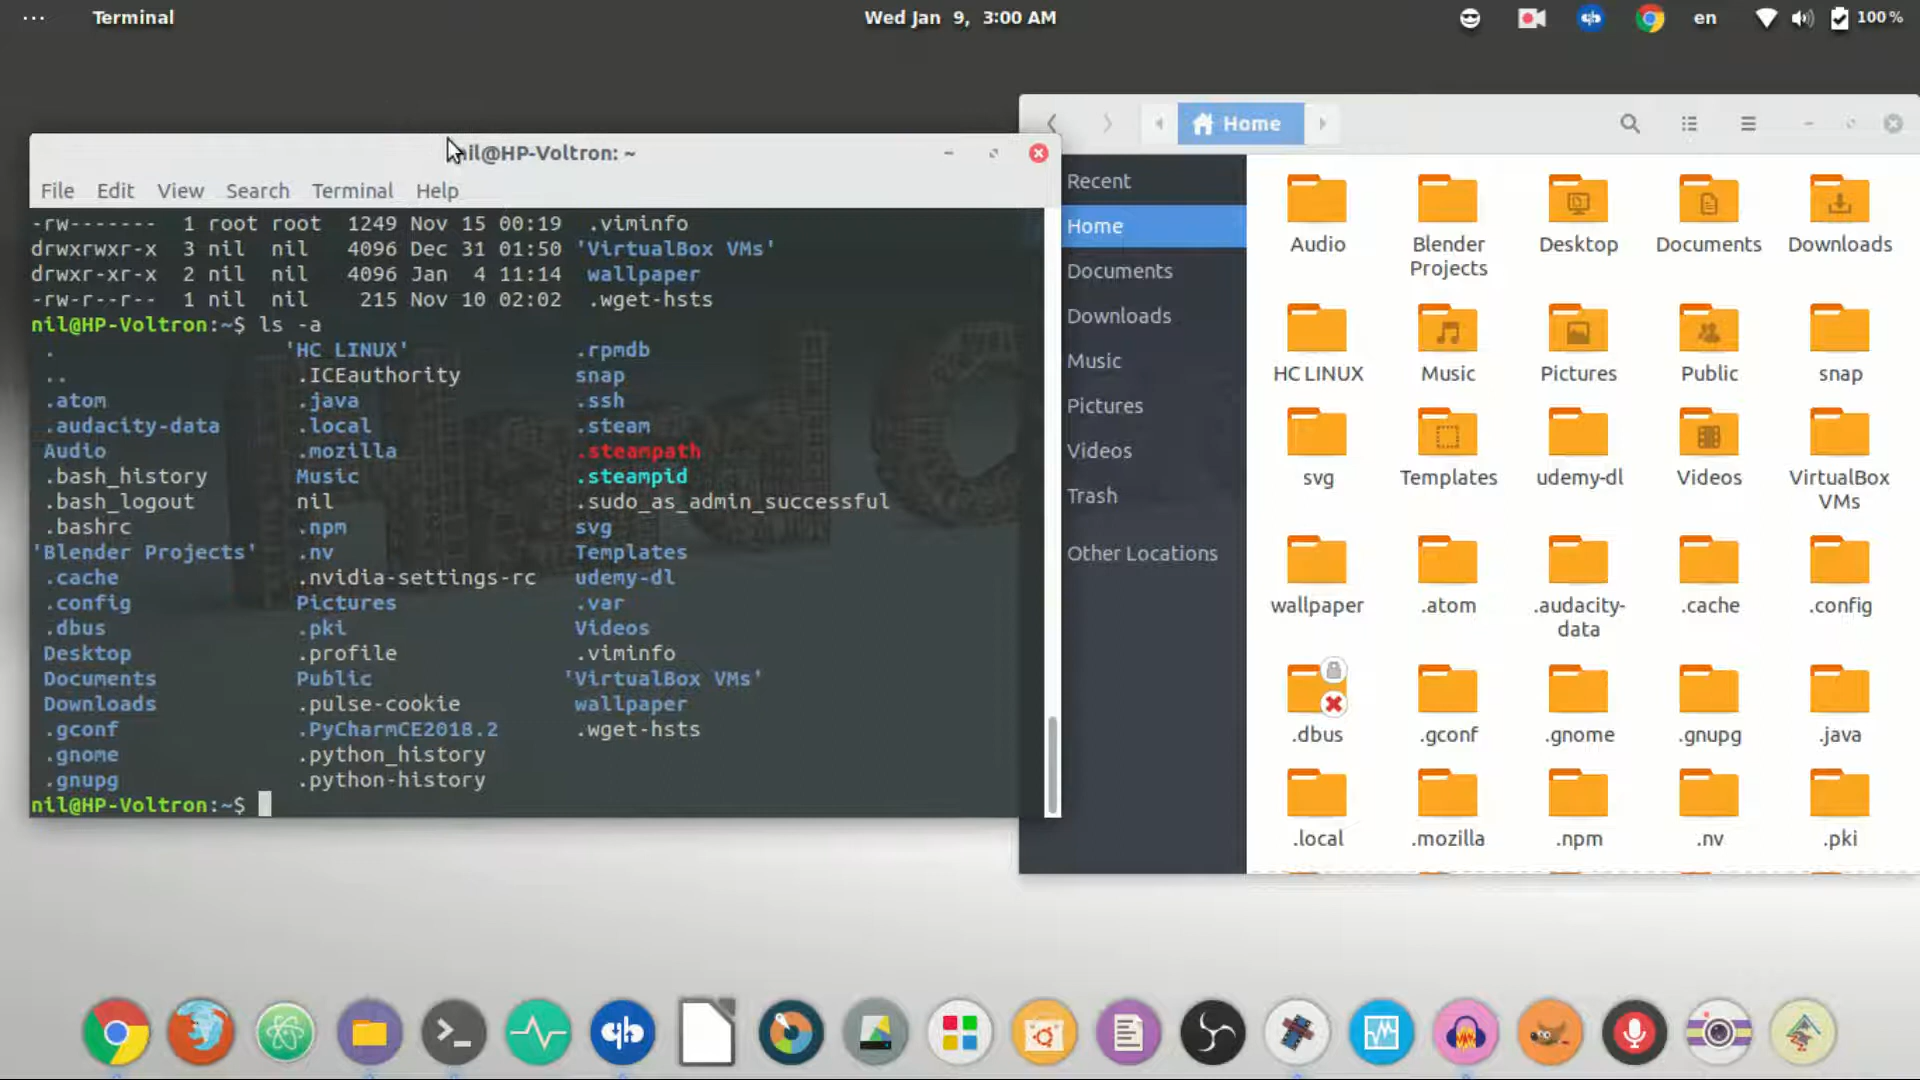 Terminal
Wed Jan 9, 3:00 AM
en
100 %
nil@HP-Voltron: ~
File Edit View Search Terminal Help
-rw------- 1 root root 1249 Nov 15 00:19 .viminfo
drwxrwxr-x 3 nil nil 4096 Dec 31 01:50 'VirtualBox VMs'
drwxr-xr-x 2 nil nil 4096 Jan 4 11:14 wallpaper
-rw-r--r-- 1 nil nil 215 Nov 10 02:02 .wget-hsts
nil@HP-Voltron:~$ ls -a
. 'HC LINUX' .rpmdb
.. .ICEauthority snap
.atom .java .ssh
.audacity-data .local .steam
Audio .mozilla .steampath
.bash_history Music .steampid
.bash_logout nil .sudo_as_admin_successful
.bashrc .npm svg
'Blender Projects' .nv Templates
.cache .nvidia-settings-rc udemy-dl
.config Pictures .var
.dbus .pki Videos
Desktop .profile .viminfo
Documents Public 'VirtualBox VMs'
Downloads .pulse-cookie wallpaper
.gconf .PyCharmCE2018.2 .wget-hsts
.gnome .python_history
.gnupg .python-history
nil@HP-Voltron:~$
Home
Recent
Home
Documents
Downloads
Music
Pictures
Videos
Trash
Other Locations
Audio Blender Desktop Documents Downloads
Projects
HC LINUX Music Pictures Public snap
svg Templates udemy-dl Videos VirtualBox
VMs
wallpaper .atom .audacity- .cache .config
data
.dbus .gconf .gnome .gnupg .java
.local .mozilla .npm .nv .pki